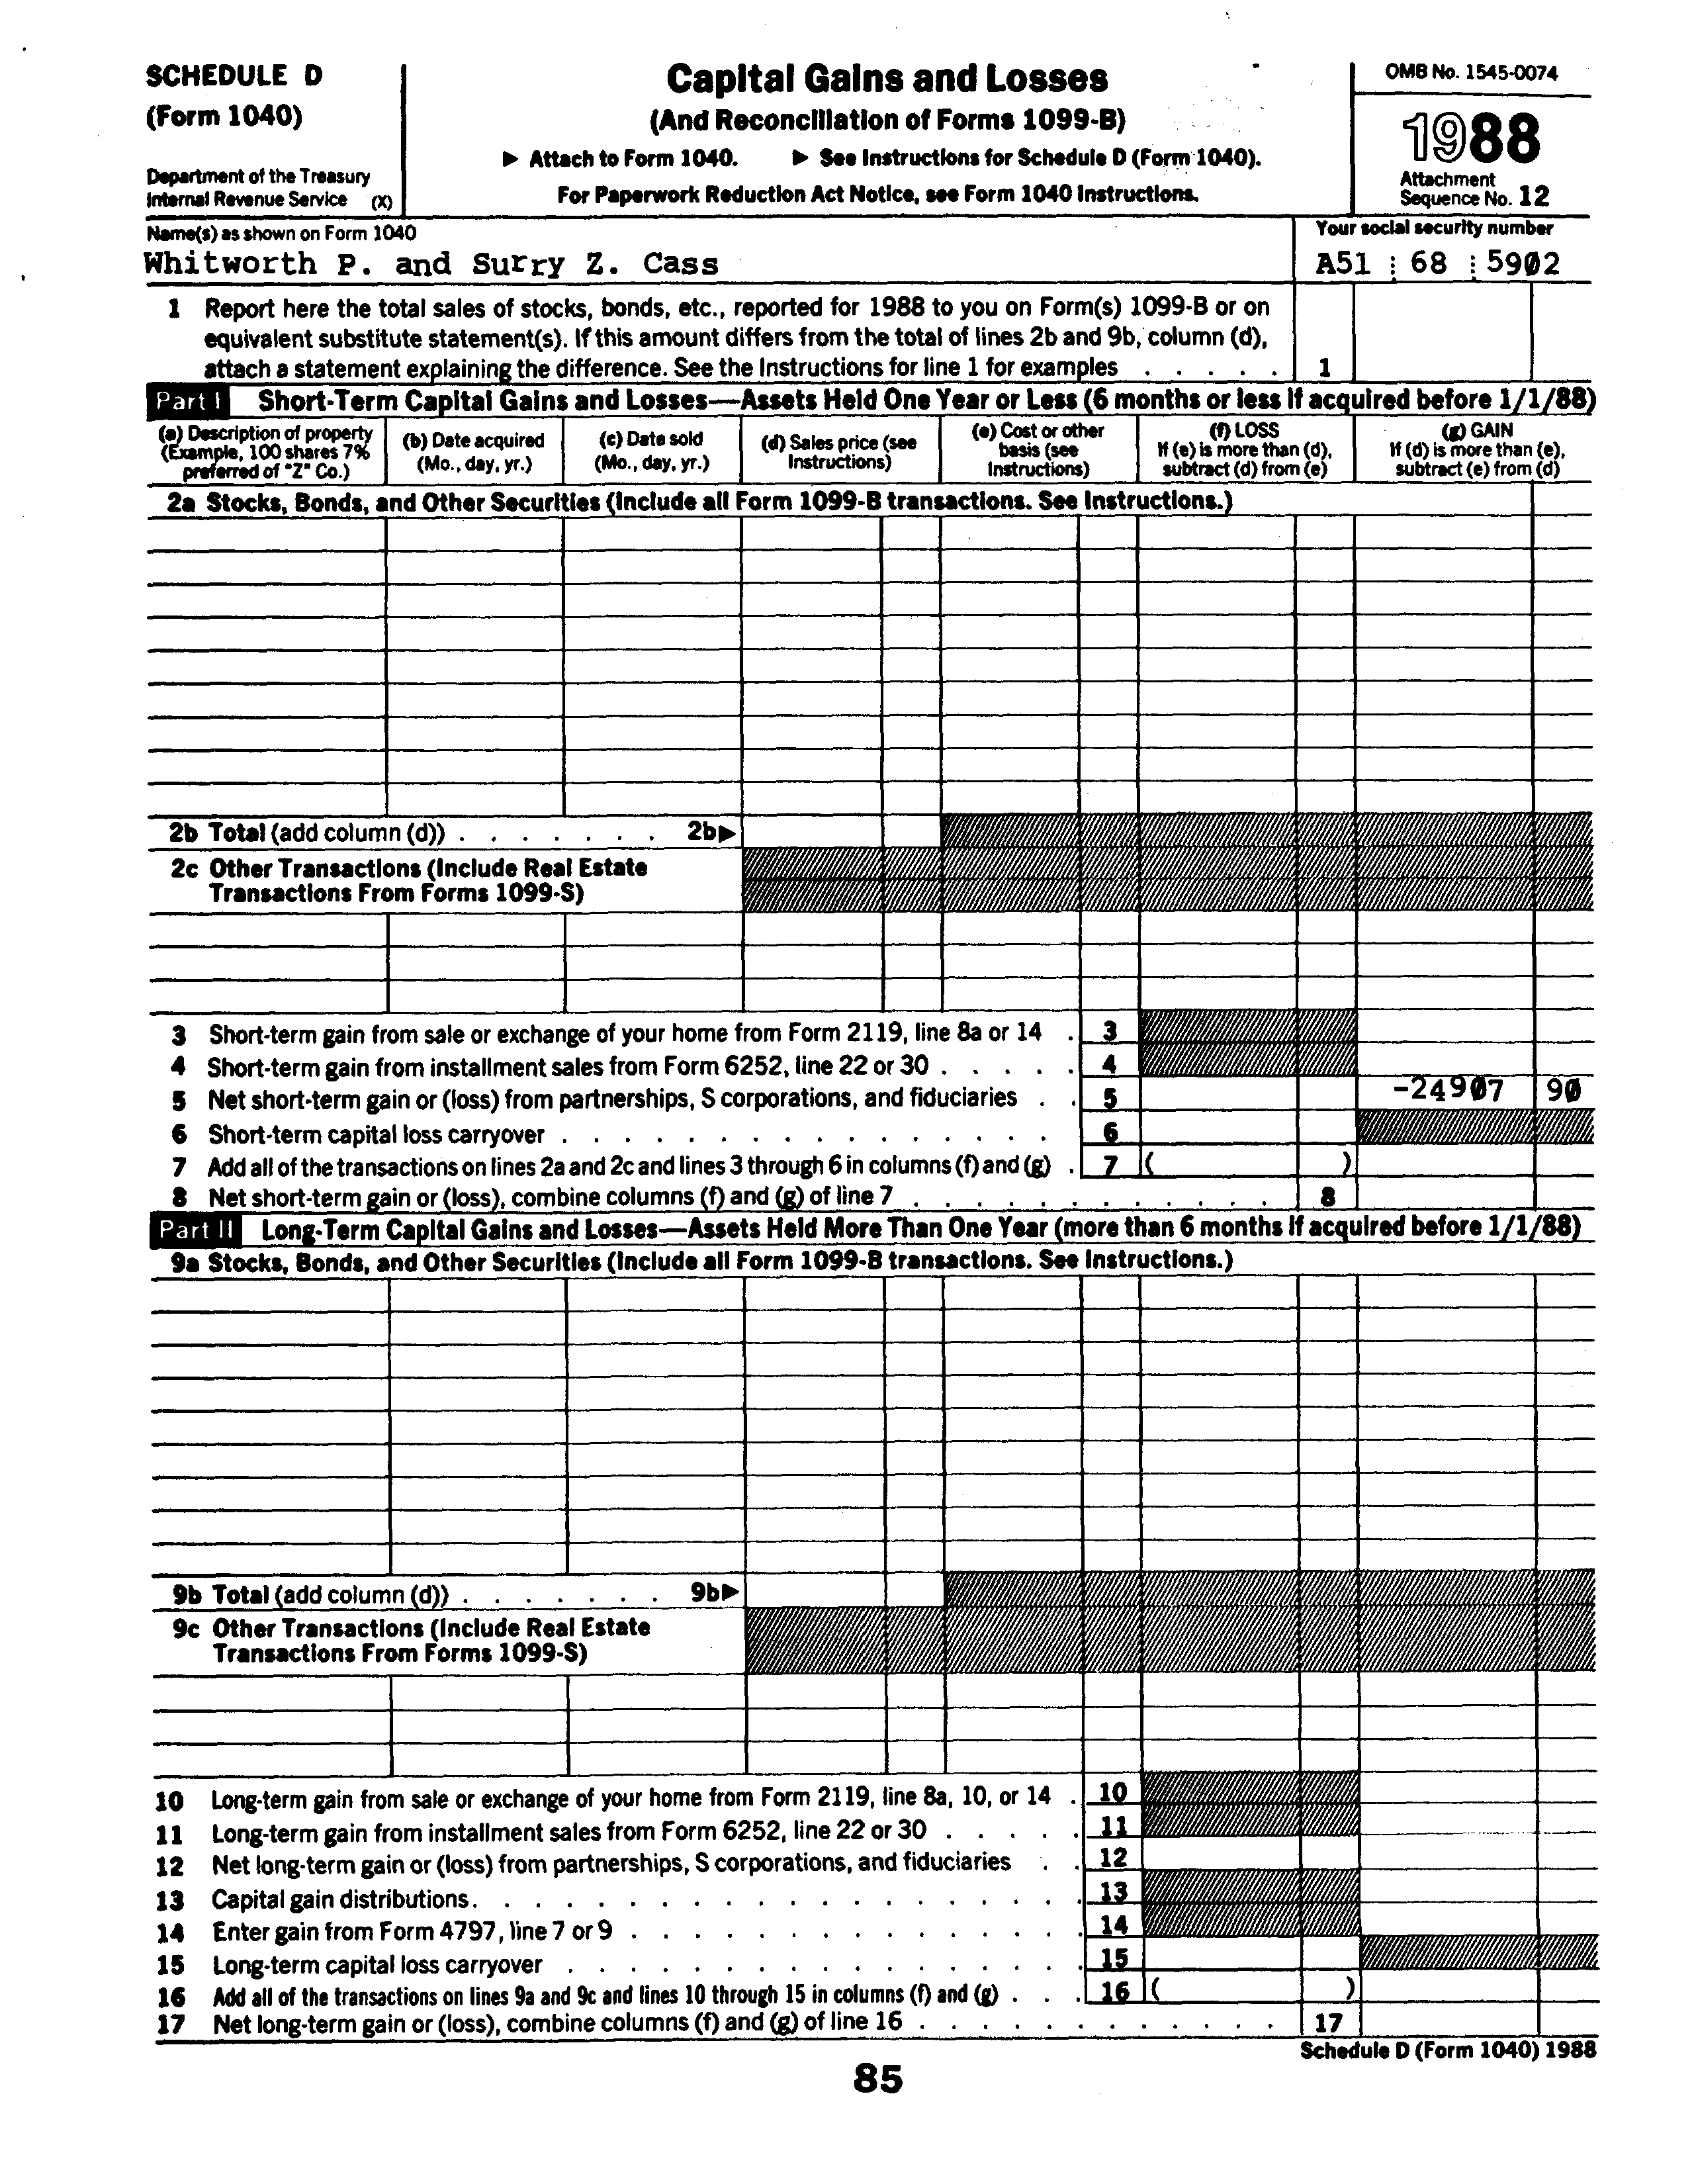 SCHEDULE D
(Form 1040)
Department of the Treasury
Internal Revenue Service (X)
Capital Gains and Losses
(And Reconciliation of Forms 1099-B)
▶ Attach to Form 1040. ▶ See Instructions for Schedule D (Form 1040).
For Paperwork Reduction Act Notice, see Form 1040 Instructions.
OMB No. 1545-0074
1988
Attachment
Sequence No. 12
Name(s) as shown on Form 1040
Whitworth P. and Surry Z. Cass
Your social security number
A51 68 5902
1 Report here the total sales of stocks, bonds, etc., reported for 1988 to you on Form(s) 1099-B or on
equivalent substitute statement(s). If this amount differs from the total of lines 2b and 9b, column (d),
attach a statement explaining the difference. See the Instructions for line 1 for examples . . . . . 1
Part I Short-Term Capital Gains and Losses—Assets Held One Year or Less (6 months or less if acquired before 1/1/88)
(a) Description of property
(Example, 100 shares 7%
preferred of "Z" Co.)
(b) Date acquired
(Mo., day, yr.)
(c) Date sold
(Mo., day, yr.)
(d) Sales price (see
Instructions)
(e) Cost or other
basis (see
Instructions)
(f) LOSS
If (e) is more than (d),
subtract (d) from (e)
(g) GAIN
If (d) is more than (e),
subtract (e) from (d)
2a Stocks, Bonds, and Other Securities (Include all Form 1099-B transactions. See Instructions.)
2b Total (add column (d)) . . . . . . . 2b▶
2c Other Transactions (Include Real Estate
Transactions From Forms 1099-S)
3 Short-term gain from sale or exchange of your home from Form 2119, line 8a or 14 . 3
4 Short-term gain from installment sales from Form 6252, line 22 or 30 . . . . . 4
5 Net short-term gain or (loss) from partnerships, S corporations, and fiduciaries . . 5 -24907 90
6 Short-term capital loss carryover . . . . . . . . . . . . . . . . 6
7 Add all of the transactions on lines 2a and 2c and lines 3 through 6 in columns (f) and (g) . 7 ( )
8 Net short-term gain or (loss), combine columns (f) and (g) of line 7 . . . . . . . . . . . . . 8
Part II Long-Term Capital Gains and Losses—Assets Held More Than One Year (more than 6 months if acquired before 1/1/88)
9a Stocks, Bonds, and Other Securities (Include all Form 1099-B transactions. See Instructions.)
9b Total (add column (d)) . . . . . . . 9b▶
9c Other Transactions (Include Real Estate
Transactions From Forms 1099-S)
10 Long-term gain from sale or exchange of your home from Form 2119, line 8a, 10, or 14 . 10
11 Long-term gain from installment sales from Form 6252, line 22 or 30 . . . . . 11
12 Net long-term gain or (loss) from partnerships, S corporations, and fiduciaries . . 12
13 Capital gain distributions . . . . . . . . . . . . . . . . . . . 13
14 Enter gain from Form 4797, line 7 or 9 . . . . . . . . . . . . . . 14
15 Long-term capital loss carryover . . . . . . . . . . . . . . . . 15
16 Add all of the transactions on lines 9a and 9c and lines 10 through 15 in columns (f) and (g) . . . 16 ( )
17 Net long-term gain or (loss), combine columns (f) and (g) of line 16 . . . . . . . . . . . . 17
Schedule D (Form 1040) 1988
85